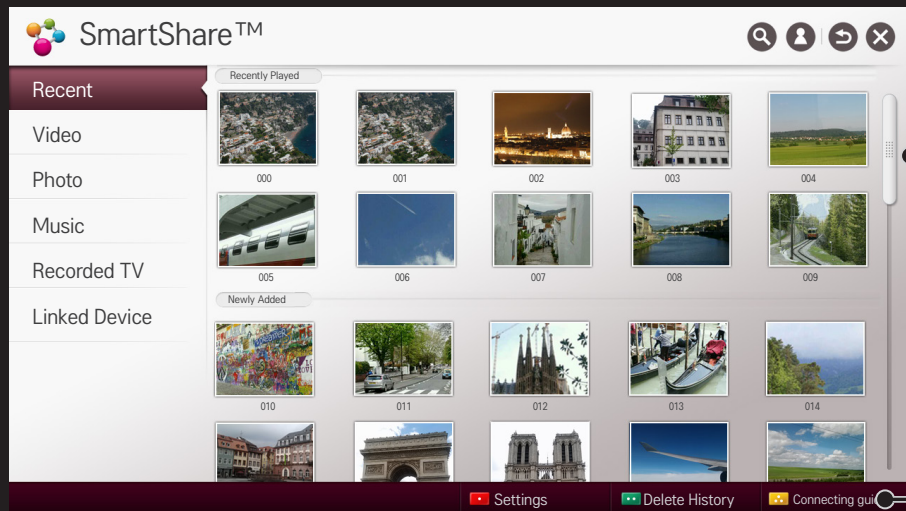 SmartShare™
Recent
Video
Photo
Music
Recorded TV
Linked Device
Recently Played
000
001
002
003
004
005
006
007
008
009
Newly Added
010
011
012
013
014
Settings
Delete History
Connecting